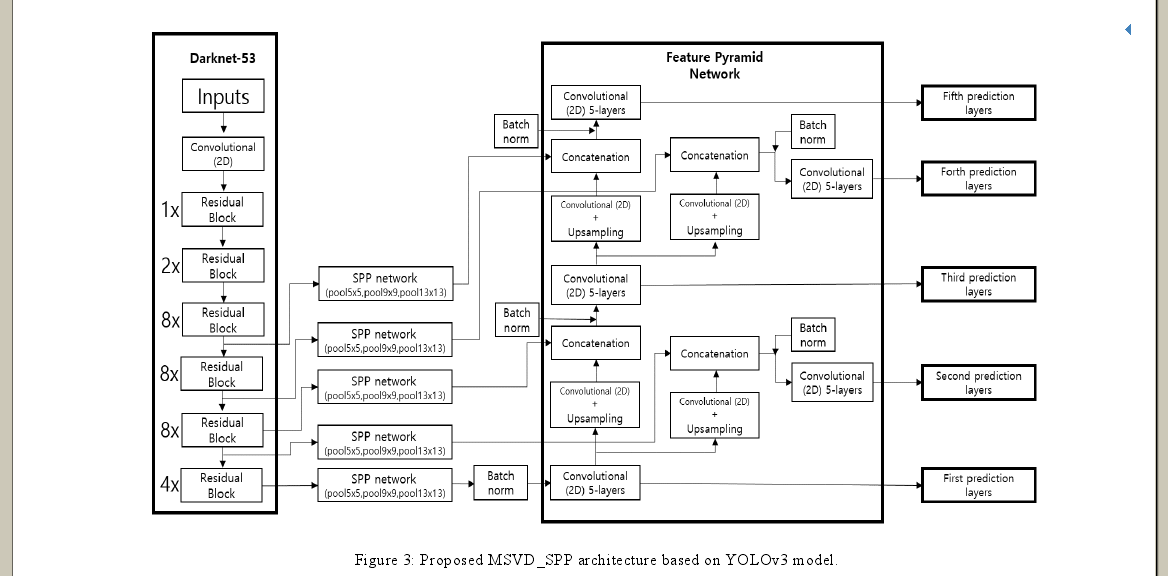 Darknet-53
Inputs
Convolutional
(2D)
1x
Residual
Block
2x
Residual
Block
8x
Residual
Block
8x
Residual
Block
8x
Residual
Block
4x
Residual
Block
SPP network
(pool5x5,pool9x9,pool13x13)
SPP network
(pool5x5,pool9x9,pool13x13)
SPP network
(pool5x5,pool9x9,pool13x13)
SPP network
(pool5x5,pool9x9,pool13x13)
SPP network
(pool5x5,pool9x9,pool13x13)
Batch
norm
Feature Pyramid
Network
Convolutional
(2D) 5-layers
Batch
norm
Concatenation
Convolutional (2D)
+
Upsampling
Concatenation
Batch
norm
Convolutional
(2D) 5-layers
Convolutional (2D)
+
Upsampling
Convolutional
(2D) 5-layers
Batch
norm
Concatenation
Convolutional (2D)
+
Upsampling
Concatenation
Batch
norm
Convolutional
(2D) 5-layers
Convolutional (2D)
+
Upsampling
Convolutional
(2D) 5-layers
Fifth prediction
layers
Forth prediction
layers
Third prediction
layers
Second prediction
layers
First prediction
layers
Figure 3: Proposed MSVD_SPP architecture based on YOLOv3 model.